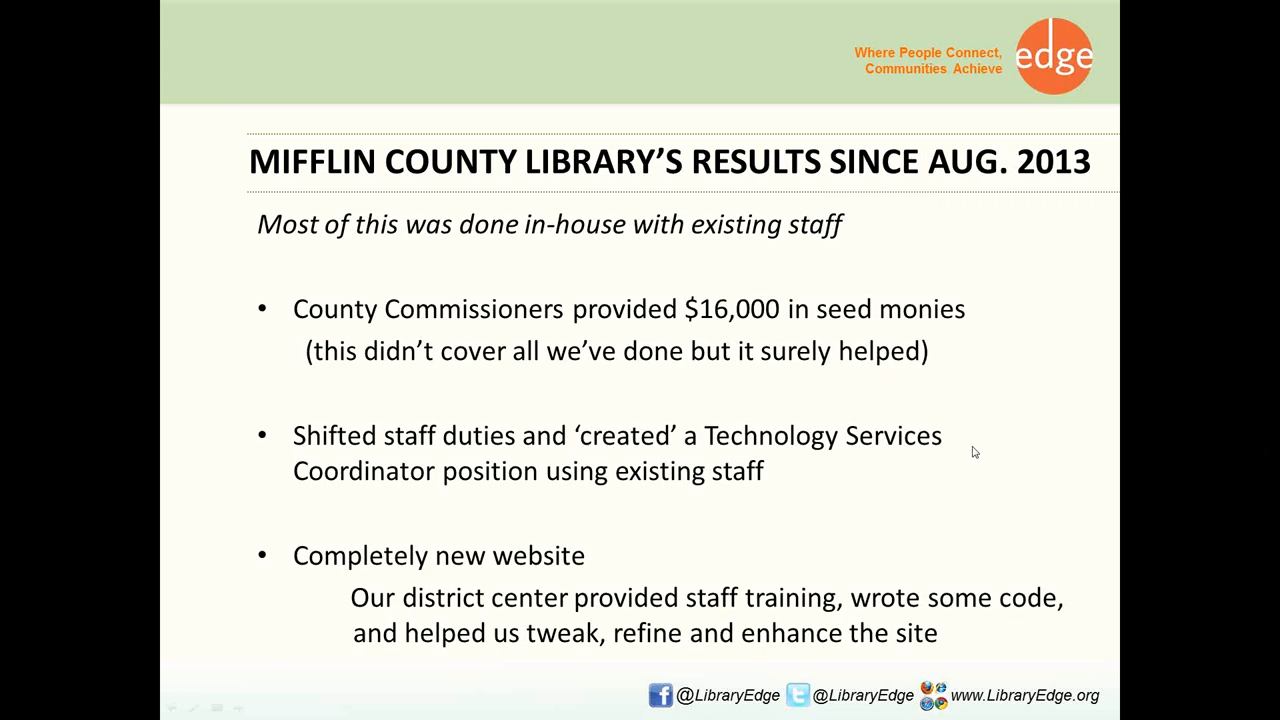 Where People Connect,
Communities Achieve
edge
MIFFLIN COUNTY LIBRARY’S RESULTS SINCE AUG. 2013
Most of this was done in-house with existing staff
• County Commissioners provided $16,000 in seed monies
(this didn’t cover all we’ve done but it surely helped)
• Shifted staff duties and ‘created’ a Technology Services
Coordinator position using existing staff
• Completely new website
Our district center provided staff training, wrote some code,
and helped us tweak, refine and enhance the site
@LibraryEdge @LibraryEdge www.LibraryEdge.org